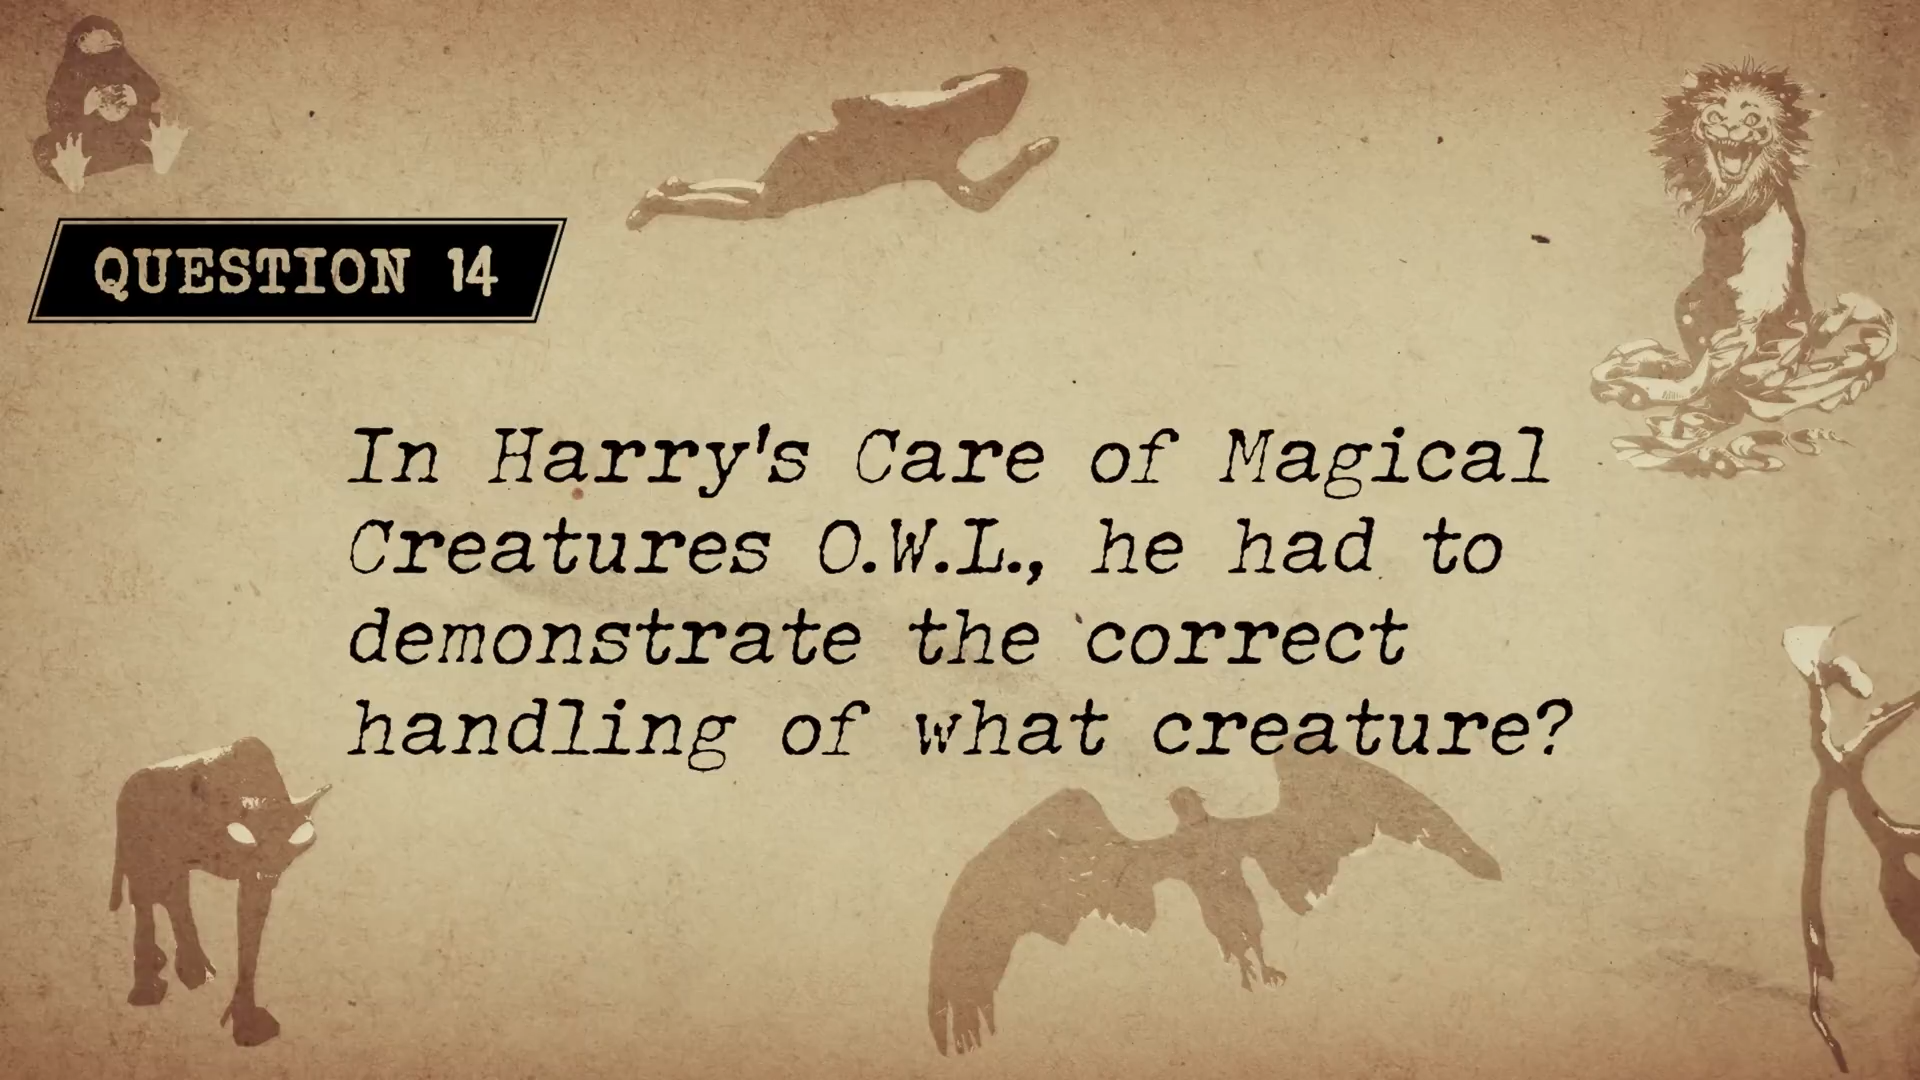 QUESTION 14
In Harry's Care of Magical
Creatures O.W.L., he had to
demonstrate the correct
handling of what creature?